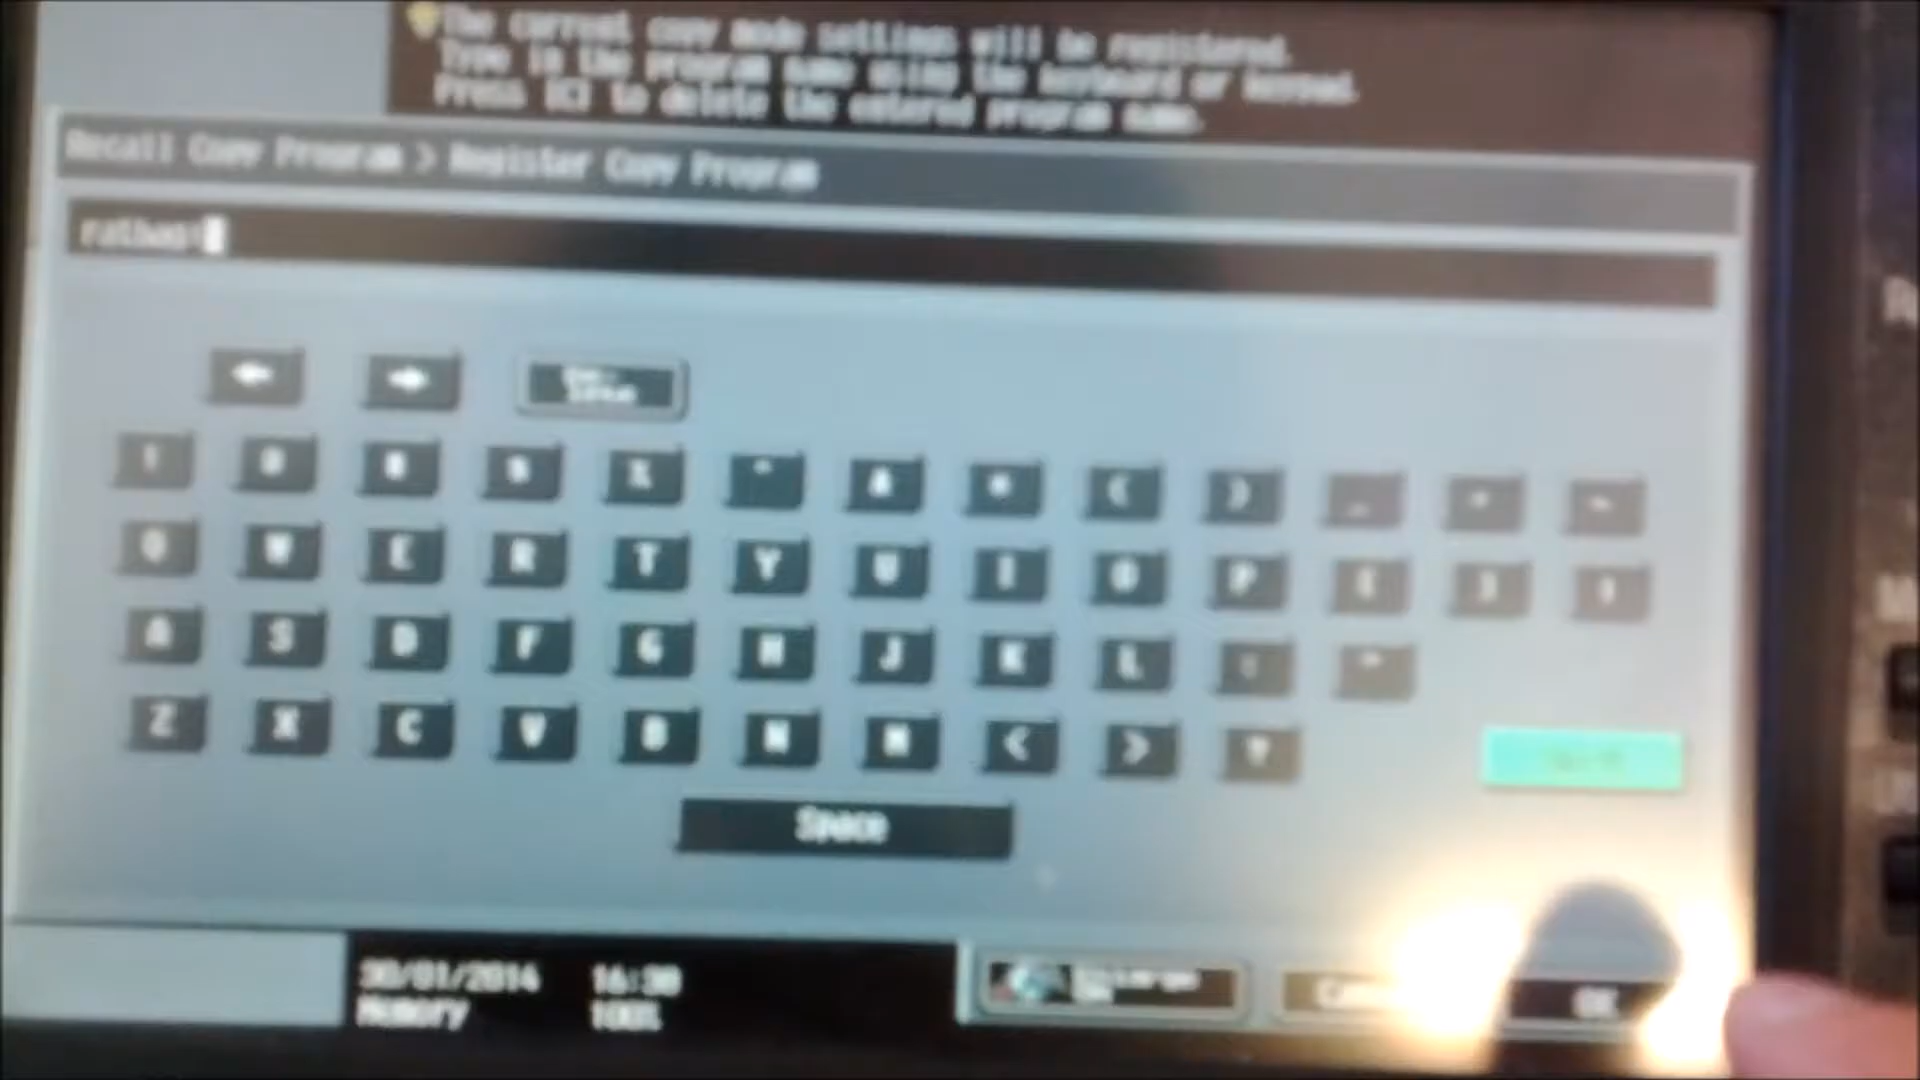 The current copy mode settings will be registered.
Type in the program name using the keyboard or keypad.
Press [C] to delete the entered program name.
Recall Copy Program > Register Copy Program
← →
^ & * ( ) _ + ~
Q W E R T Y U I O P { } |
A S D F G H J K L : "
Z X C V B N M < > ?
Space
30/01/2014 16:30
Memory 100%
Enlarge
ON
OK